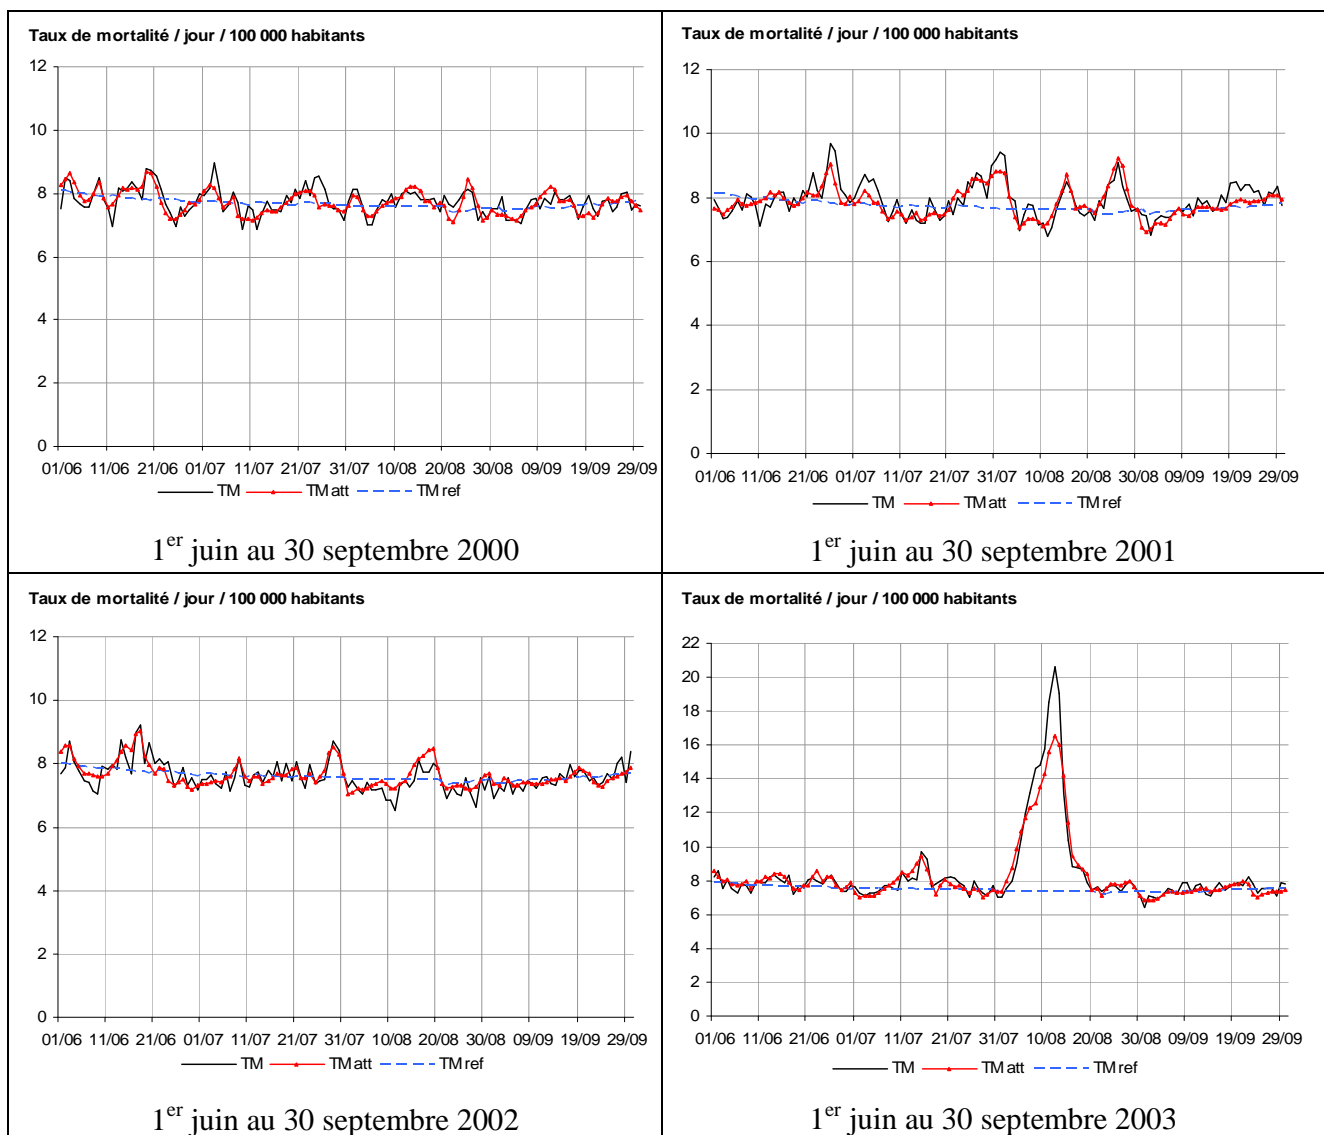 Taux de mortalité / jour / 100 000 habitants
12
10
8
6
4
2
0
01/06 11/06 21/06 01/07 11/07 21/07 31/07 10/08 20/08 30/08 09/09 19/09 29/09
TM TMatt TMref
1er juin au 30 septembre 2000
Taux de mortalité / jour / 100 000 habitants
12
10
8
6
4
2
0
01/06 11/06 21/06 01/07 11/07 21/07 31/07 10/08 20/08 30/08 09/09 19/09 29/09
TM TMatt TMref
1er juin au 30 septembre 2001
Taux de mortalité / jour / 100 000 habitants
12
10
8
6
4
2
0
01/06 11/06 21/06 01/07 11/07 21/07 31/07 10/08 20/08 30/08 09/09 19/09 29/09
TM TMatt TMref
1er juin au 30 septembre 2002
Taux de mortalité / jour / 100 000 habitants
22
20
18
16
14
12
10
8
6
4
2
0
01/06 11/06 21/06 01/07 11/07 21/07 31/07 10/08 20/08 30/08 09/09 19/09 29/09
TM TMatt TMref
1er juin au 30 septembre 2003